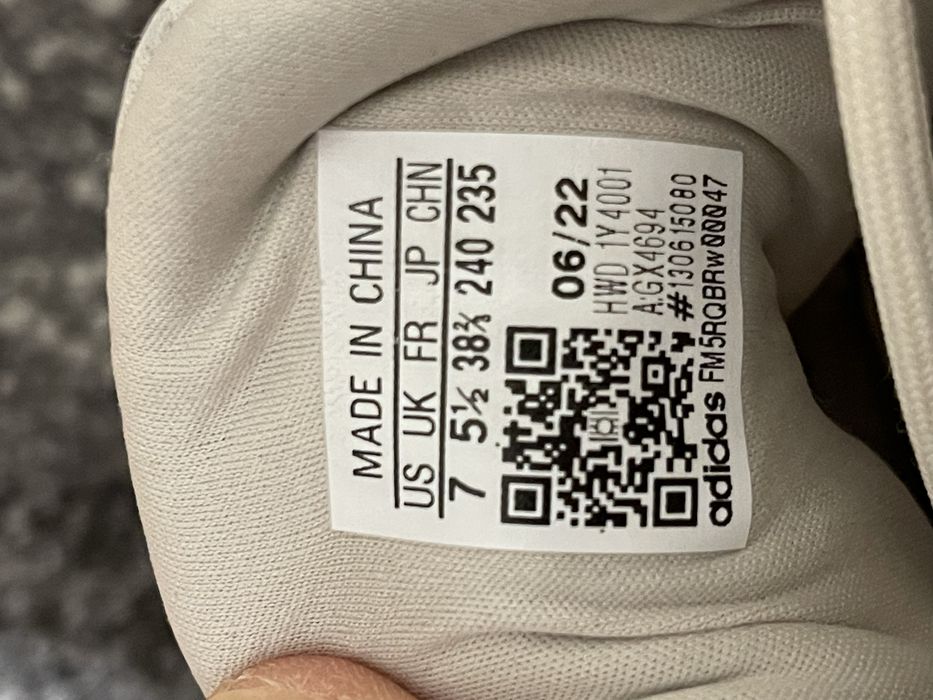 MADE IN CHINA
US UK FR JP CHN
7 5½ 38⅔ 240 235
06/22
HWD 1Y4001
A:GX4694
#130615080
adidas FM5RQBRW00047